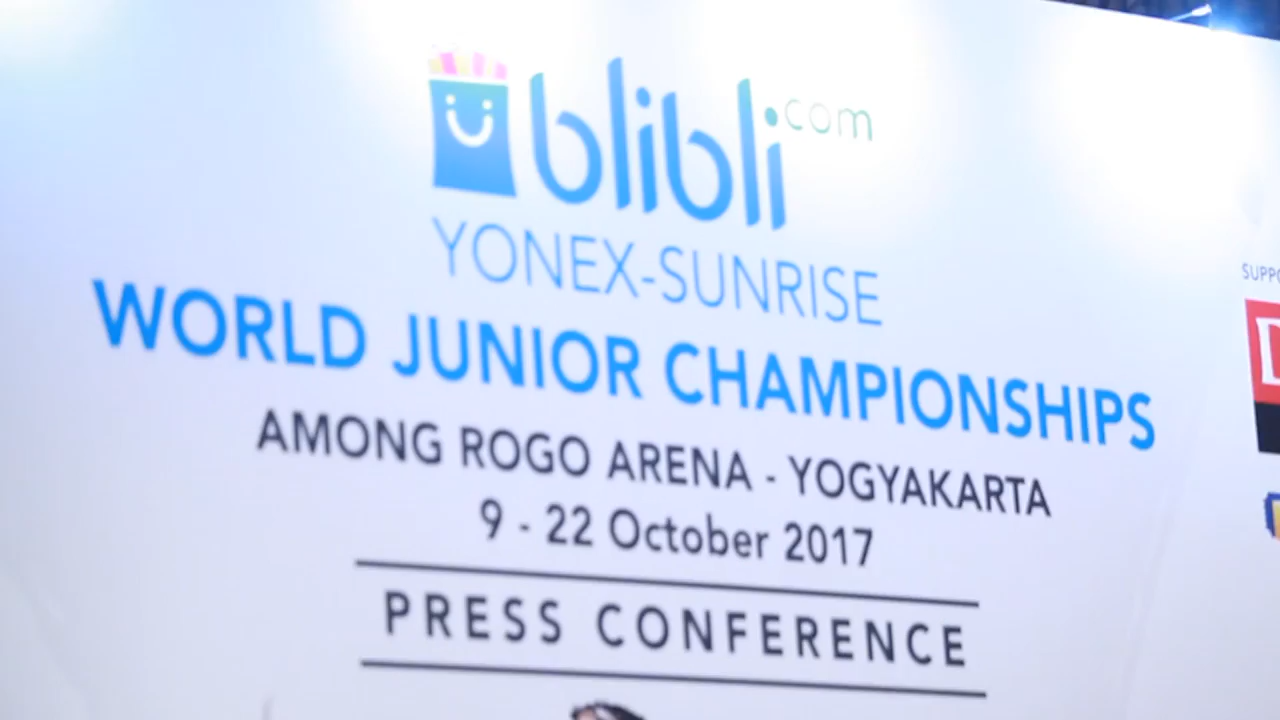 blibli.com
YONEX-SUNRISE
WORLD JUNIOR CHAMPIONSHIPS
AMONG ROGO ARENA - YOGYAKARTA
9 - 22 October 2017
PRESS CONFERENCE